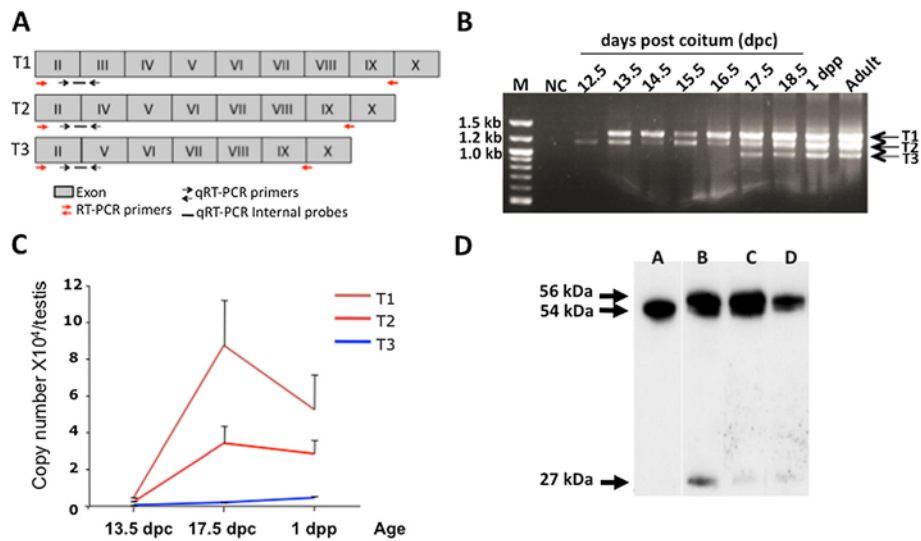 A
T1 II III IV V VI VII VIII IX X
T2 II IV V VI VII VIII IX X
T3 II V VI VII VIII IX X
Exon
qRT-PCR primers
RT-PCR primers
qRT-PCR Internal probes
B
days post coitum (dpc)
M NC 12.5 13.5 14.5 15.5 16.5 17.5 18.5 1 dpp Adult
1.5 kb
1.2 kb
1.0 kb
T1
T2
T3
C
Copy number X10⁴/testis
12
10
8
6
4
2
0
T1
T2
T3
13.5 dpc 17.5 dpc 1 dpp Age
D
A B C D
56 kDa
54 kDa
27 kDa